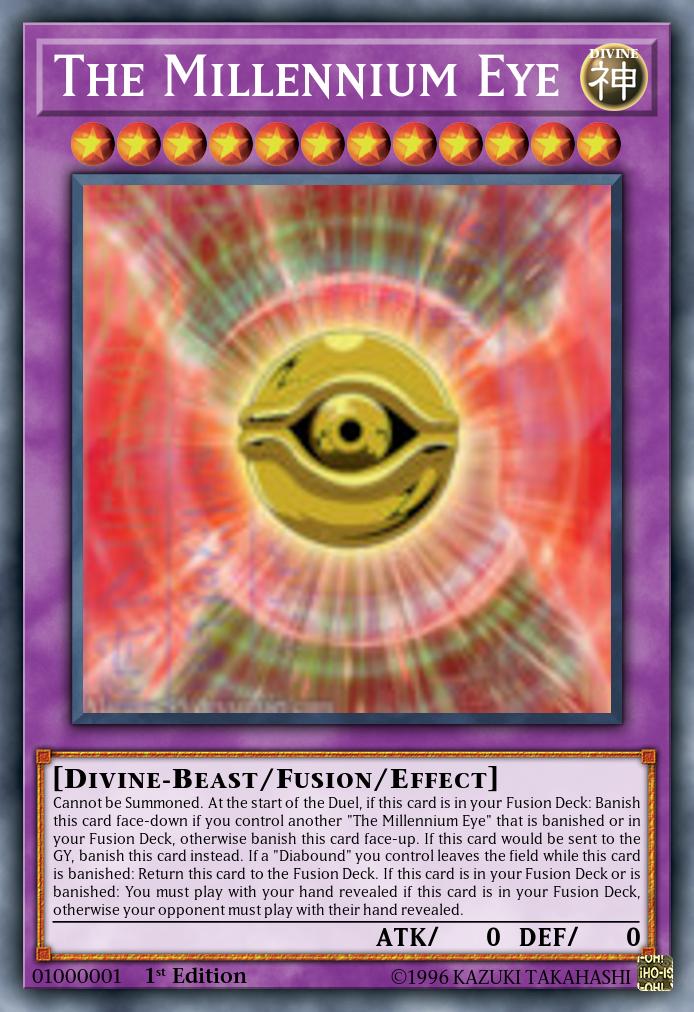 THE MILLENNIUM EYE
DIVINE
神
[DIVINE-BEAST/FUSION/EFFECT]
Cannot be Summoned. At the start of the Duel, if this card is in your Fusion Deck: Banish
this card face-down if you control another "The Millennium Eye" that is banished or in
your Fusion Deck, otherwise banish this card face-up. If this card would be sent to the
GY, banish this card instead. If a "Diabound" you control leaves the field while this card
is banished: Return this card to the Fusion Deck. If this card is in your Fusion Deck or is
banished: You must play with your hand revealed if this card is in your Fusion Deck,
otherwise your opponent must play with their hand revealed.
ATK/ 0 DEF/ 0
01000001 1st Edition ©1996 KAZUKI TAKAHASHI